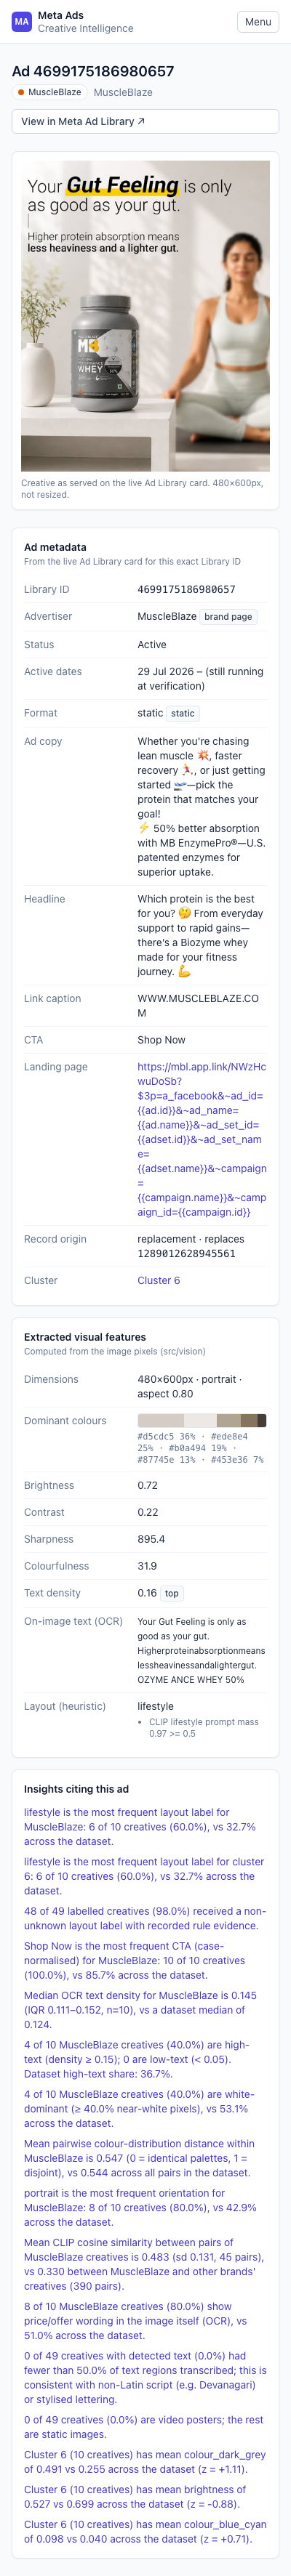 MA
Meta Ads
Creative Intelligence
Menu
Ad 4699175186980657
MuscleBlaze MuscleBlaze
View in Meta Ad Library ↗
Your Gut Feeling is only
as good as your gut.
Higher protein absorption means
less heaviness and a lighter gut.
WHEY
Creative as served on the live Ad Library card. 480×600px,
not resized.
Ad metadata
From the live Ad Library card for this exact Library ID
Library ID 4699175186980657
Advertiser MuscleBlaze brand page
Status Active
Active dates 29 Jul 2026 – (still running
at verification)
Format static static
Ad copy Whether you're chasing
lean muscle 💥, faster
recovery 🏃, or just getting
started 🛫—pick the
protein that matches your
goal!
⚡ 50% better absorption
with MB EnzymePro®—U.S.
patented enzymes for
superior uptake.
Headline Which protein is the best
for you? 🤔 From everyday
support to rapid gains—
there's a Biozyme whey
made for your fitness
journey. 💪
Link caption WWW.MUSCLEBLAZE.CO
M
CTA Shop Now
Landing page https://mbl.app.link/NWzHc
wuDoSb?
$3p=a_facebook&~ad_id=
{{ad.id}}&~ad_name=
{{ad.name}}&~ad_set_id=
{{adset.id}}&~ad_set_nam
e=
{{adset.name}}&~campaign
=
{{campaign.name}}&~camp
aign_id={{campaign.id}}
Record origin replacement · replaces
1289012628945561
Cluster Cluster 6
Extracted visual features
Computed from the image pixels (src/vision)
Dimensions 480×600px · portrait ·
aspect 0.80
Dominant colours
#d5cdc5 36% · #ede8e4
25% · #b0a494 19% ·
#87745e 13% · #453e36 7%
Brightness 0.72
Contrast 0.22
Sharpness 895.4
Colourfulness 31.9
Text density 0.16 top
On-image text (OCR) Your Gut Feeling is only as
good as your gut.
Higherproteinabsorptionmeans
lessheavinessandalightergut.
OZYME ANCE WHEY 50%
Layout (heuristic) lifestyle
• CLIP lifestyle prompt mass
0.97 >= 0.5
Insights citing this ad
lifestyle is the most frequent layout label for
MuscleBlaze: 6 of 10 creatives (60.0%), vs 32.7%
across the dataset.
lifestyle is the most frequent layout label for cluster
6: 6 of 10 creatives (60.0%), vs 32.7% across the
dataset.
48 of 49 labelled creatives (98.0%) received a non-
unknown layout label with recorded rule evidence.
Shop Now is the most frequent CTA (case-
normalised) for MuscleBlaze: 10 of 10 creatives
(100.0%), vs 85.7% across the dataset.
Median OCR text density for MuscleBlaze is 0.145
(IQR 0.111–0.152, n=10), vs a dataset median of
0.124.
4 of 10 MuscleBlaze creatives (40.0%) are high-
text (density ≥ 0.15); 0 are low-text (< 0.05).
Dataset high-text share: 36.7%.
4 of 10 MuscleBlaze creatives (40.0%) are white-
dominant (≥ 40.0% near-white pixels), vs 53.1%
across the dataset.
Mean pairwise colour-distribution distance within
MuscleBlaze is 0.547 (0 = identical palettes, 1 =
disjoint), vs 0.544 across all pairs in the dataset.
portrait is the most frequent orientation for
MuscleBlaze: 8 of 10 creatives (80.0%), vs 42.9%
across the dataset.
Mean CLIP cosine similarity between pairs of
MuscleBlaze creatives is 0.483 (sd 0.131, 45 pairs),
vs 0.330 between MuscleBlaze and other brands'
creatives (390 pairs).
8 of 10 MuscleBlaze creatives (80.0%) show
price/offer wording in the image itself (OCR), vs
51.0% across the dataset.
0 of 49 creatives with detected text (0.0%) had
fewer than 50.0% of text regions transcribed; this is
consistent with non-Latin script (e.g. Devanagari)
or stylised lettering.
0 of 49 creatives (0.0%) are video posters; the rest
are static images.
Cluster 6 (10 creatives) has mean colour_dark_grey
of 0.491 vs 0.255 across the dataset (z = +1.11).
Cluster 6 (10 creatives) has mean brightness of
0.527 vs 0.699 across the dataset (z = -0.88).
Cluster 6 (10 creatives) has mean colour_blue_cyan
of 0.098 vs 0.040 across the dataset (z = +0.71).